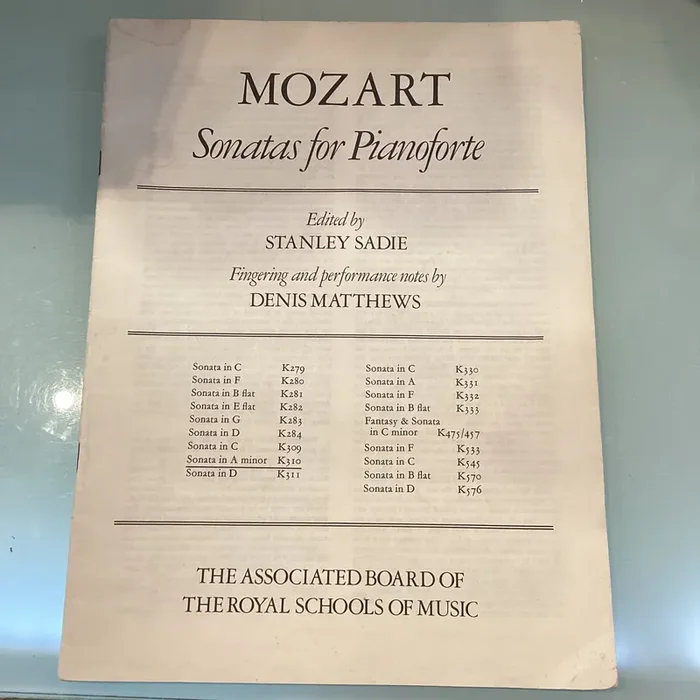 MOZART
Sonatas for Pianoforte
Edited by
STANLEY SADIE
Fingering and performance notes by
DENIS MATTHEWS
Sonata in C K279
Sonata in F K280
Sonata in B flat K281
Sonata in E flat K282
Sonata in G K283
Sonata in D K284
Sonata in C K309
Sonata in A minor K310
Sonata in D K311
Sonata in C K330
Sonata in A K331
Sonata in F K332
Sonata in B flat K333
Fantasy & Sonata
in C minor K475/457
Sonata in F K533
Sonata in C K545
Sonata in B flat K570
Sonata in D K576
THE ASSOCIATED BOARD OF
THE ROYAL SCHOOLS OF MUSIC